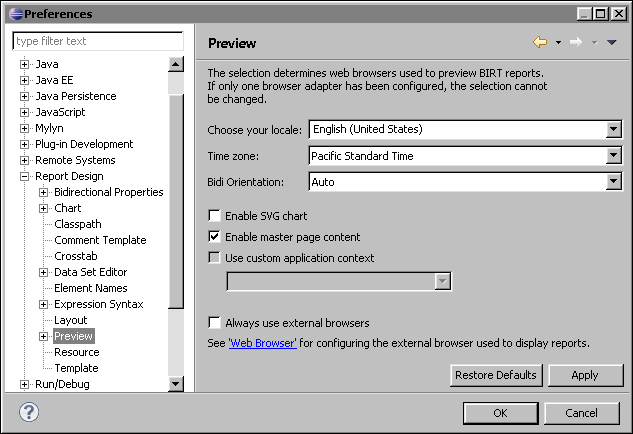 Preferences
type filter text
Java
Java EE
Java Persistence
JavaScript
Mylyn
Plug-in Development
Remote Systems
Report Design
Bidirectional Properties
Chart
Classpath
Comment Template
Crosstab
Data Set Editor
Element Names
Expression Syntax
Layout
Preview
Resource
Template
Run/Debug
Preview
The selection determines web browsers used to preview BIRT reports.
If only one browser adapter has been configured, the selection cannot
be changed.
Choose your locale: English (United States)
Time zone: Pacific Standard Time
Bidi Orientation: Auto
Enable SVG chart
Enable master page content
Use custom application context
Always use external browsers
See 'Web Browser' for configuring the external browser used to display reports.
Restore Defaults Apply
? OK Cancel